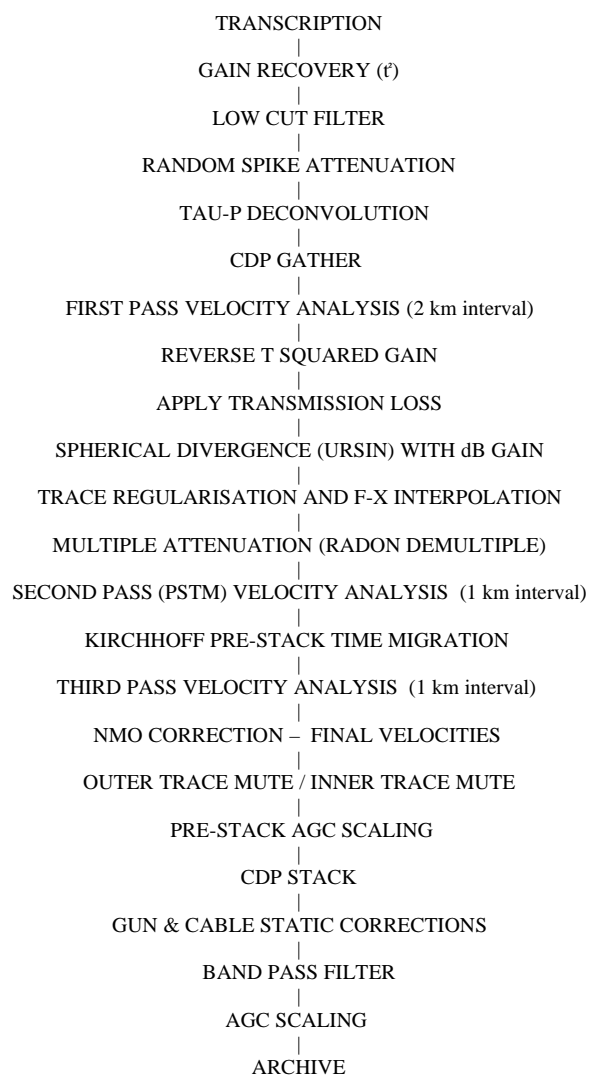 TRANSCRIPTION
GAIN RECOVERY (t²)
LOW CUT FILTER
RANDOM SPIKE ATTENUATION
TAU-P DECONVOLUTION
CDP GATHER
FIRST PASS VELOCITY ANALYSIS (2 km interval)
REVERSE T SQUARED GAIN
APPLY TRANSMISSION LOSS
SPHERICAL DIVERGENCE (URSIN) WITH dB GAIN
TRACE REGULARISATION AND F-X INTERPOLATION
MULTIPLE ATTENUATION (RADON DEMULTIPLE)
SECOND PASS (PSTM) VELOCITY ANALYSIS (1 km interval)
KIRCHHOFF PRE-STACK TIME MIGRATION
THIRD PASS VELOCITY ANALYSIS (1 km interval)
NMO CORRECTION – FINAL VELOCITIES
OUTER TRACE MUTE / INNER TRACE MUTE
PRE-STACK AGC SCALING
CDP STACK
GUN & CABLE STATIC CORRECTIONS
BAND PASS FILTER
AGC SCALING
ARCHIVE